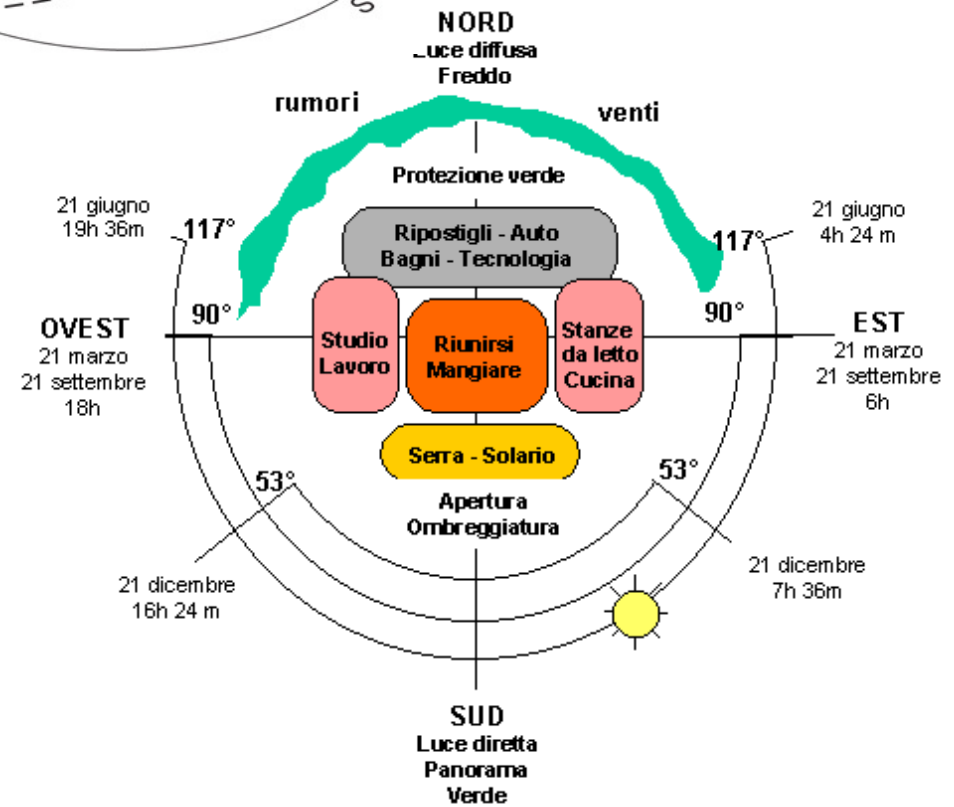 NORD
Luce diffusa
Freddo
rumori
venti
Protezione verde
21 giugno
19h 36m
117°
21 giugno
4h 24 m
117°
Ripostigli - Auto
Bagni - Tecnologia
90°
90°
OVEST
21 marzo
21 settembre
18h
Studio
Lavoro
Riunirsi
Mangiare
Stanze
da letto
Cucina
EST
21 marzo
21 settembre
6h
Serra - Solario
53°
53°
Apertura
Ombreggiatura
21 dicembre
16h 24 m
21 dicembre
7h 36m
SUD
Luce diretta
Panorama
Verde